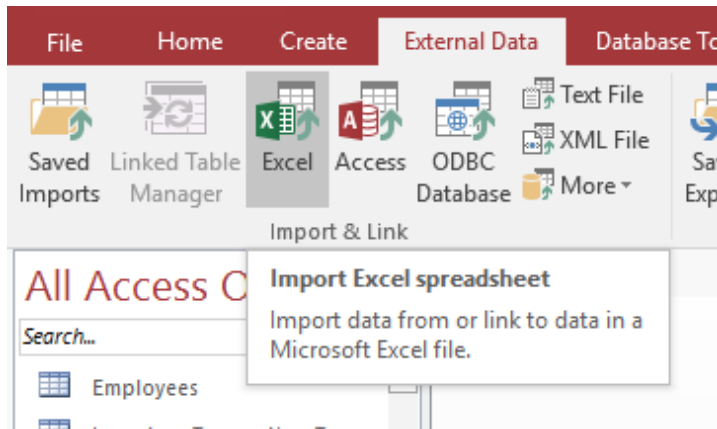 File Home Create External Data Database To
Saved Imports
Linked Table Manager
Excel
Access
ODBC Database
Text File
XML File
More
Import & Link
All Access O
Import Excel spreadsheet
Import data from or link to data in a
Microsoft Excel file.
Search...
Employees